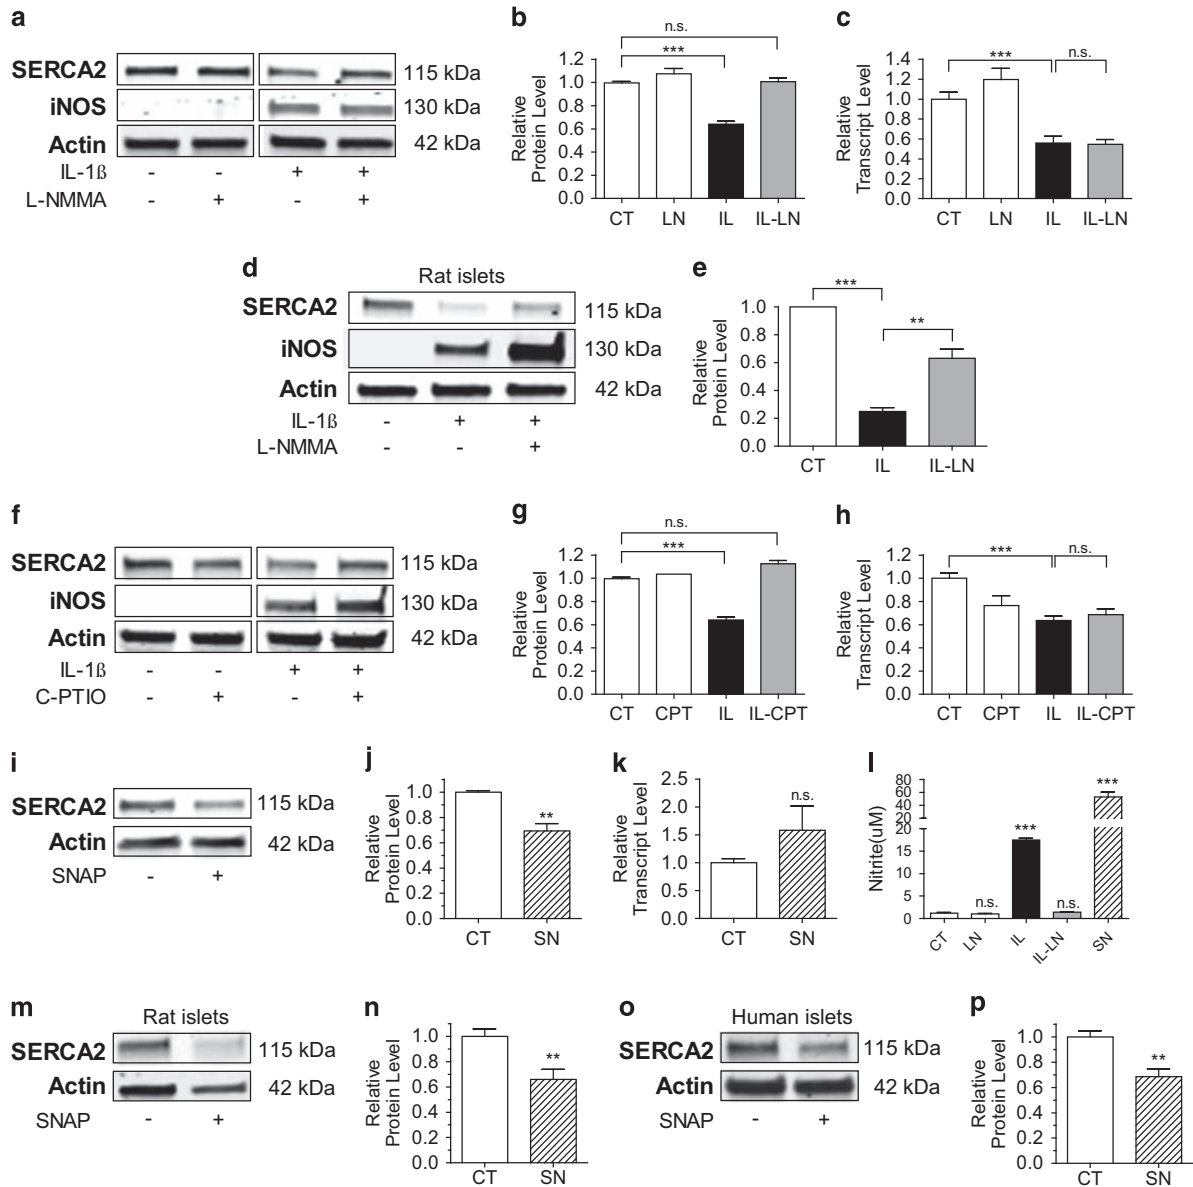 a
SERCA2
115 kDa
iNOS
130 kDa
Actin
42 kDa
IL-1ß - - + +
L-NMMA - + - +
b
n.s.
***
Relative
Protein Level
1.2
1.0
0.8
0.6
0.4
0.2
0.0
CT LN IL IL-LN
c
***
n.s.
Relative
Transcript Level
1.4
1.2
1.0
0.8
0.6
0.4
0.2
0
CT LN IL IL-LN
d
Rat islets
SERCA2
115 kDa
iNOS
130 kDa
Actin
42 kDa
IL-1ß - + +
L-NMMA - - +
e
***
**
Relative
Protein Level
1.0
0.8
0.6
0.4
0.2
0.0
CT IL IL-LN
f
SERCA2
115 kDa
iNOS
130 kDa
Actin
42 kDa
IL-1ß - - + +
C-PTIO - + - +
g
n.s.
***
Relative
Protein Level
1.2
1.0
0.8
0.6
0.4
0.2
0.0
CT CPT IL IL-CPT
h
***
n.s.
Relative
Transcript Level
1.2
1.0
0.8
0.6
0.4
0.2
0.0
CT CPT IL IL-CPT
i
SERCA2
115 kDa
Actin
42 kDa
SNAP - +
j
**
Relative
Protein Level
1.0
0.8
0.6
0.4
0.2
0.0
CT SN
k
n.s.
Relative
Transcript Level
2.5
2.0
1.5
1.0
0.5
0.0
CT SN
l
Nitrite(uM)
80
60
40
20
20
15
10
5
0
n.s.
***
n.s.
***
CT LN IL IL-LN SN
m
Rat islets
SERCA2
115 kDa
Actin
42 kDa
SNAP - +
n
**
Relative
Protein Level
1.0
0.8
0.6
0.4
0.2
0.0
CT SN
o
Human islets
SERCA2
115 kDa
Actin
42 kDa
SNAP - +
p
**
Relative
Protein Level
1.0
0.8
0.6
0.4
0.2
0.0
CT SN